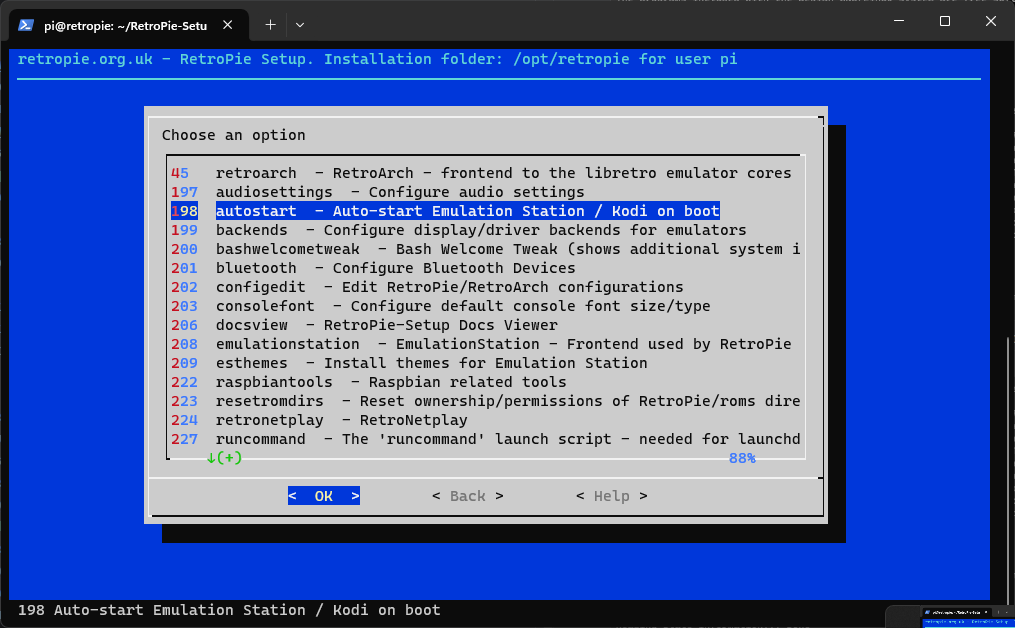 pi@retropie: ~/RetroPie-Setu
retropie.org.uk - RetroPie Setup. Installation folder: /opt/retropie for user pi
Choose an option
45 retroarch - RetroArch - frontend to the libretro emulator cores
197 audiosettings - Configure audio settings
198 autostart - Auto-start Emulation Station / Kodi on boot
199 backends - Configure display/driver backends for emulators
200 bashwelcometweak - Bash Welcome Tweak (shows additional system i
201 bluetooth - Configure Bluetooth Devices
202 configedit - Edit RetroPie/RetroArch configurations
203 consolefont - Configure default console font size/type
206 docsview - RetroPie-Setup Docs Viewer
208 emulationstation - EmulationStation - Frontend used by RetroPie
209 esthemes - Install themes for Emulation Station
222 raspbiantools - Raspbian related tools
223 resetromdirs - Reset ownership/permissions of RetroPie/roms dire
224 retronetplay - RetroNetplay
227 runcommand - The 'runcommand' launch script - needed for launchd
↓(+) 88%
< OK > < Back > < Help >
198 Auto-start Emulation Station / Kodi on boot